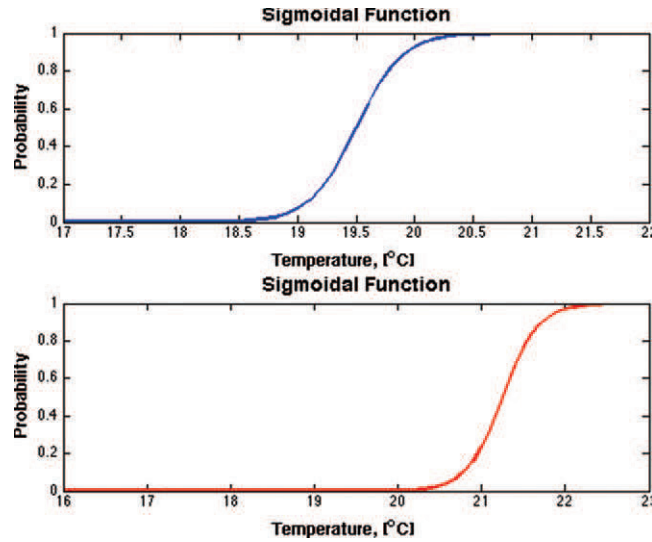 Sigmoidal Function
1
0.8
0.6
0.4
0.2
0
Probability
17 17.5 18 18.5 19 19.5 20 20.5 21 21.5 22
Temperature, [°C]
Sigmoidal Function
1
0.8
0.6
0.4
0.2
0
Probability
16 17 18 19 20 21 22 23
Temperature, [°C]